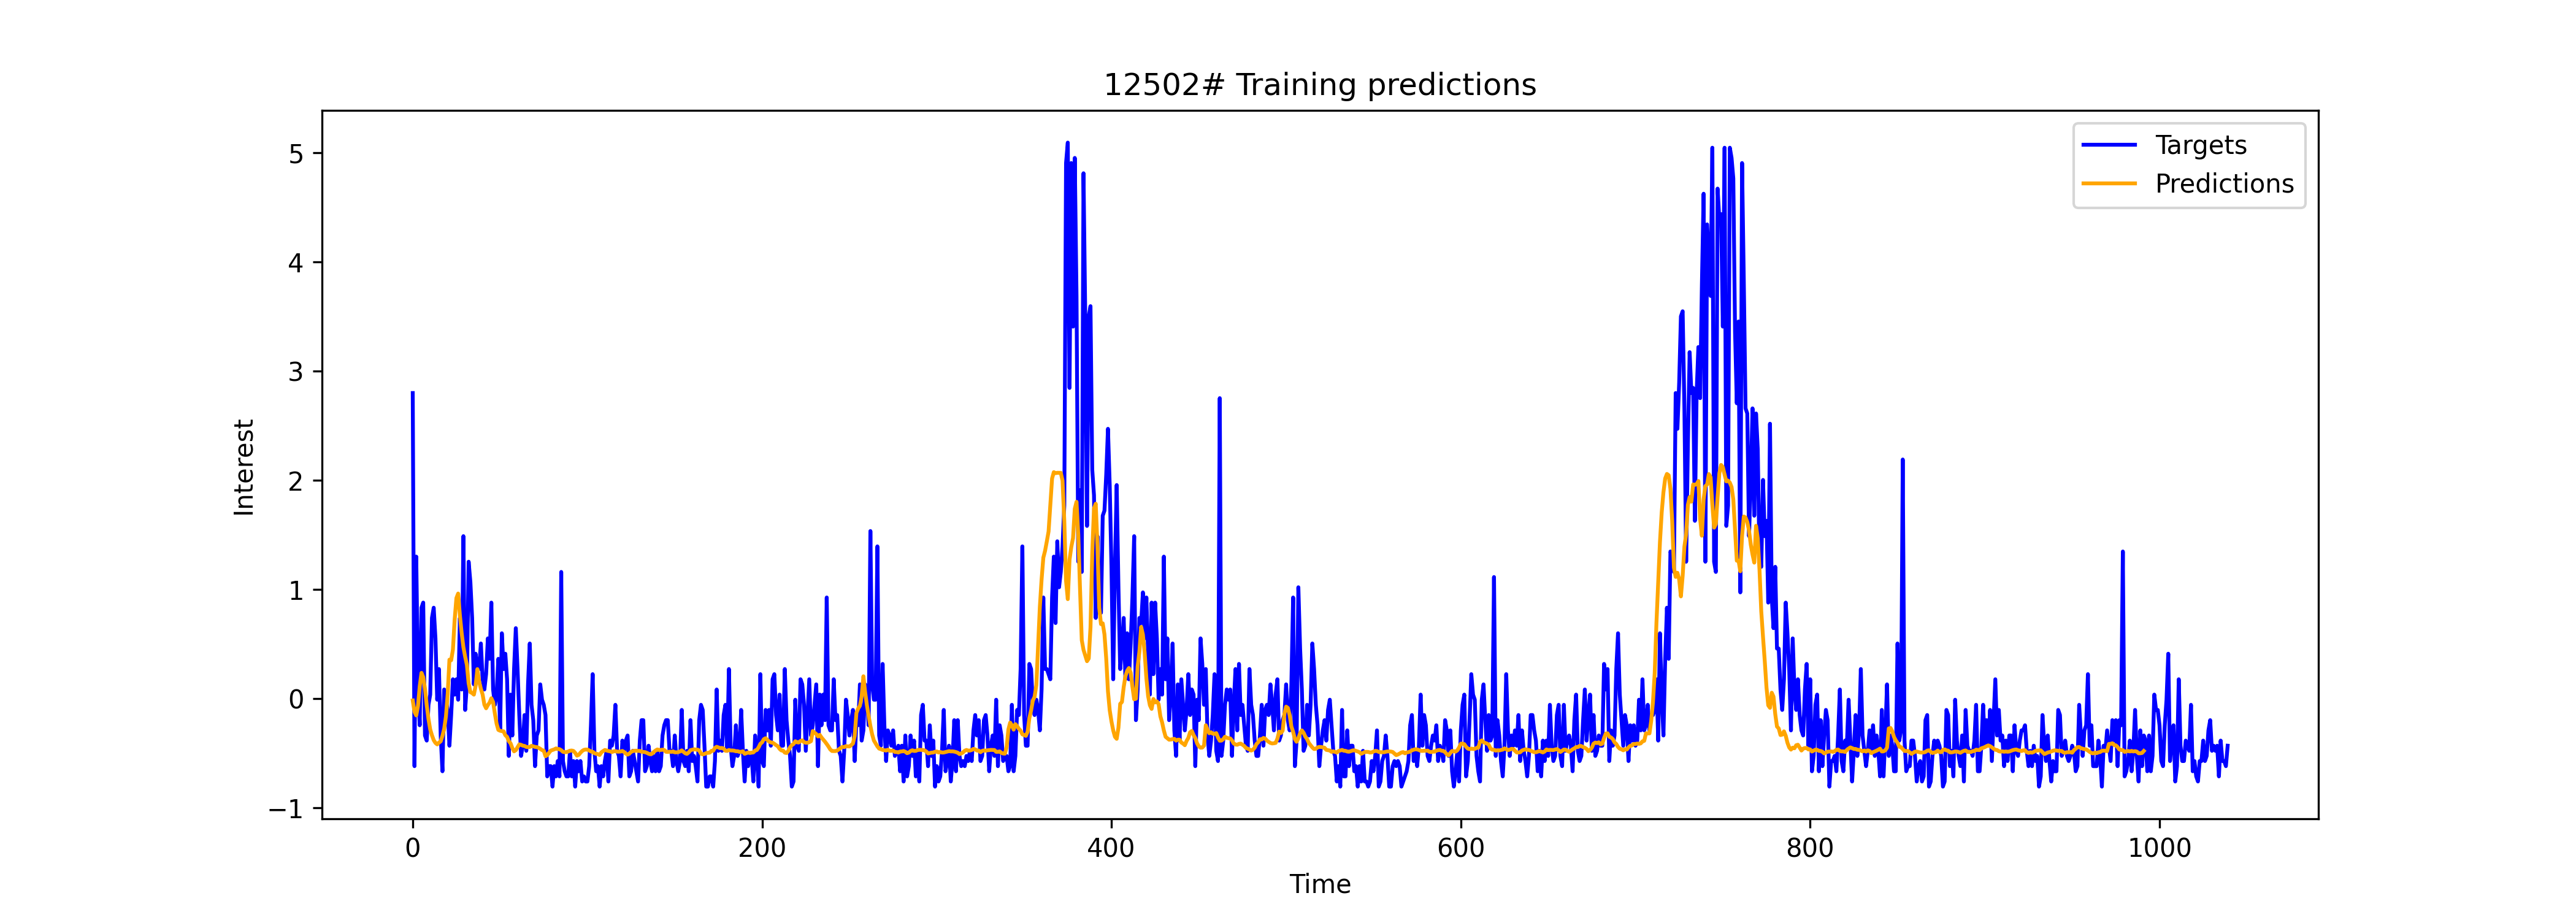 12502# Training predictions
Targets
Predictions
5
4
3
2
1
0
−1
Interest
0
200
400
600
800
1000
Time